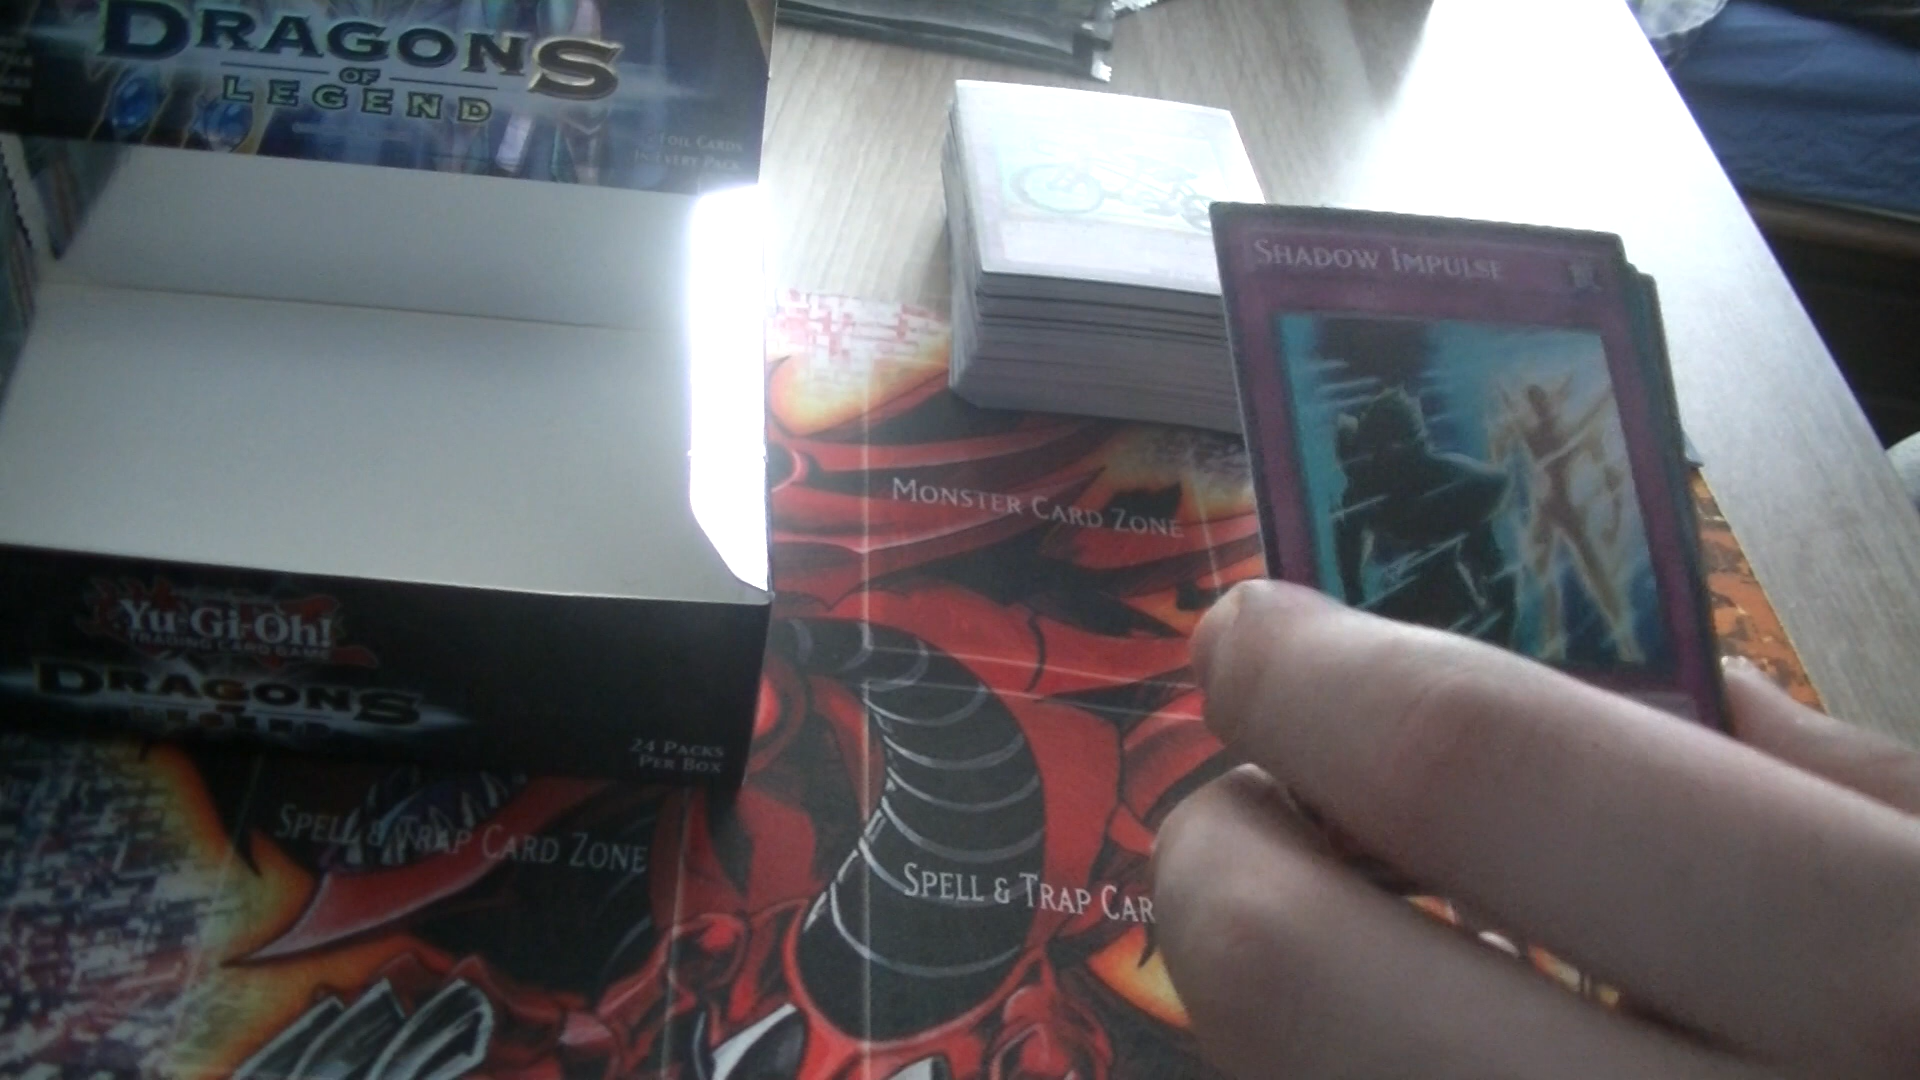 DRAGONS
OF
LEGEND
FOIL CARDS
IN EVERY PACK
SHADOW IMPULSE
MONSTER CARD ZONE
Yu-Gi-Oh!
TRADING CARD GAME
DRAGONS
LEGEND
24 PACKS
PER BOX
SPELL & TRAP CARD ZONE
SPELL & TRAP CAR